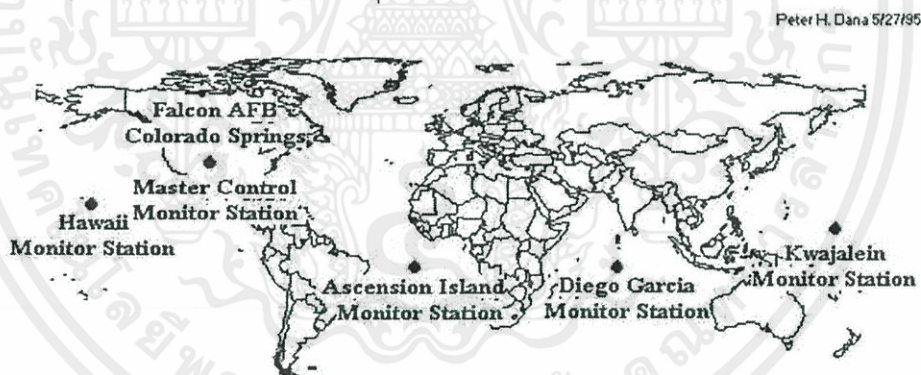 Peter H. Dana 5/27/95
Falcon AFB
Colorado Springs
Master Control
Monitor Station
Hawaii
Monitor Station
Ascension Island
Monitor Station
Diego Garcia
Monitor Station
Kwajalein
Monitor Station